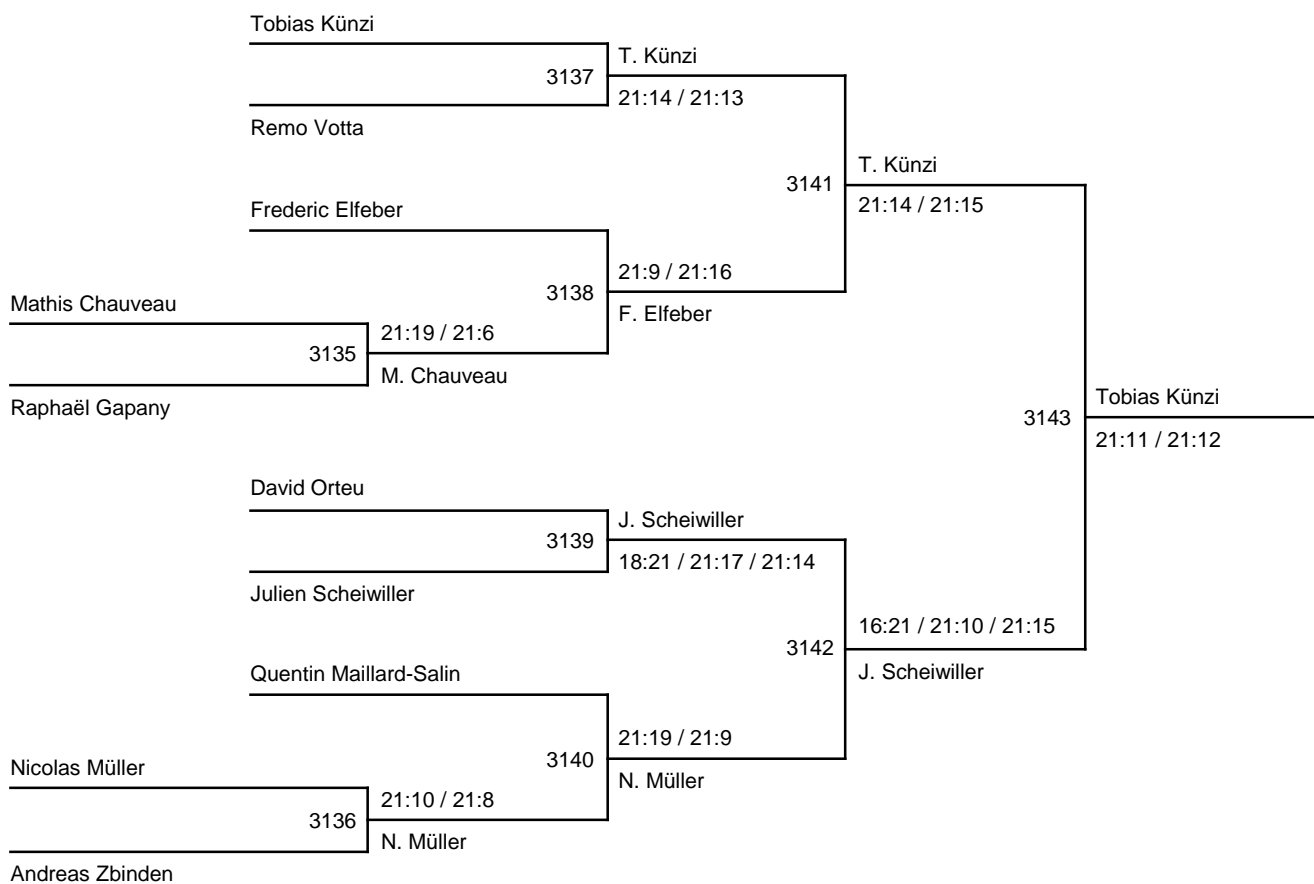 Tobias Künzi
T. Künzi
3137
21:14 / 21:13
Remo Votta
T. Künzi
3141
21:14 / 21:15
Frederic Elfeber
21:9 / 21:16
3138
F. Elfeber
Mathis Chauveau
21:19 / 21:6
3135
M. Chauveau
Raphaël Gapany
Tobias Künzi
3143
21:11 / 21:12
David Orteu
J. Scheiwiller
3139
18:21 / 21:17 / 21:14
Julien Scheiwiller
16:21 / 21:10 / 21:15
3142
J. Scheiwiller
Quentin Maillard-Salin
21:19 / 21:9
3140
N. Müller
Nicolas Müller
21:10 / 21:8
3136
N. Müller
Andreas Zbinden